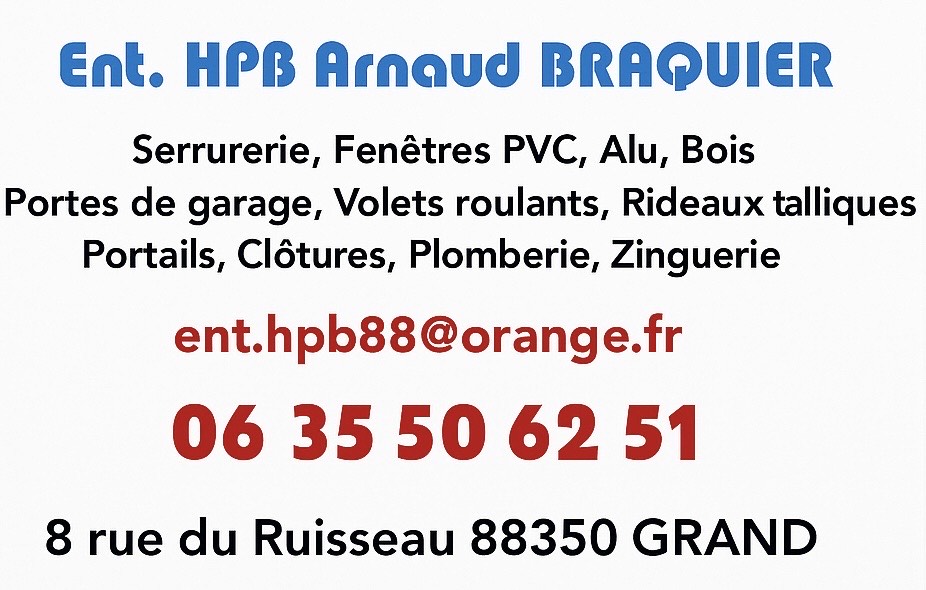 Ent. HPB Arnaud BRAQUIER
Serrurerie, Fenêtres PVC, Alu, Bois
Portes de garage, Volets roulants, Rideaux talliques
Portails, Clôtures, Plomberie, Zinguerie
ent.hpb88@orange.fr
06 35 50 62 51
8 rue du Ruisseau 88350 GRAND